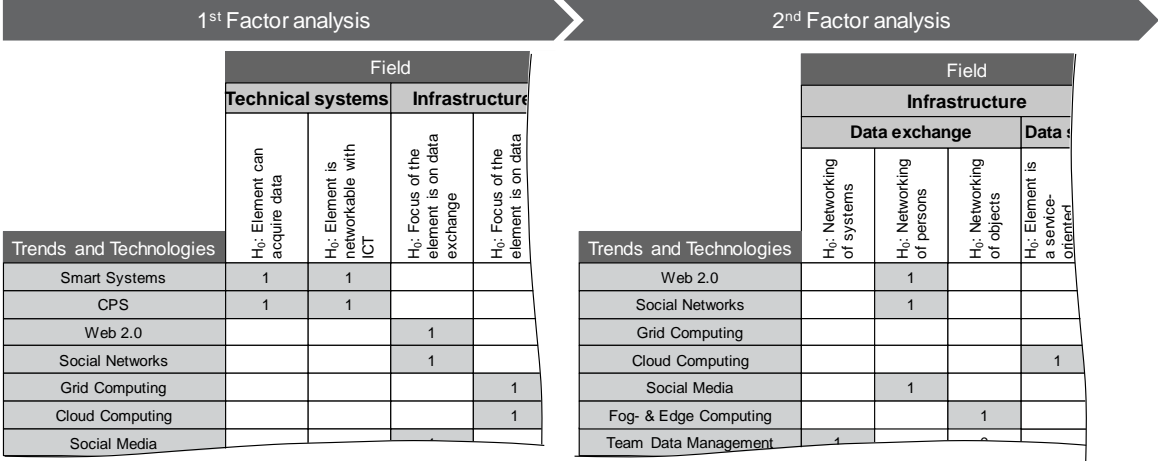 1st Factor analysis
2nd Factor analysis
Field
Technical systems Infrastructure
H0: Element can
acquire data
H0: Element is
networkable with
ICT
H0: Focus of the
element is on data
exchange
H0: Focus of the
element is on data
Trends and Technologies
Smart Systems 1 1
CPS 1 1
Web 2.0 1
Social Networks 1
Grid Computing 1
Cloud Computing 1
Social Media
Field
Infrastructure
Data exchange Data
H0: Networking
of systems
H0: Networking
of persons
H0: Networking
of objects
H0: Element is
a service-
oriented
Trends and Technologies
Web 2.0 1
Social Networks 1
Grid Computing
Cloud Computing 1
Social Media 1
Fog- & Edge Computing 1
Team Data Management 1